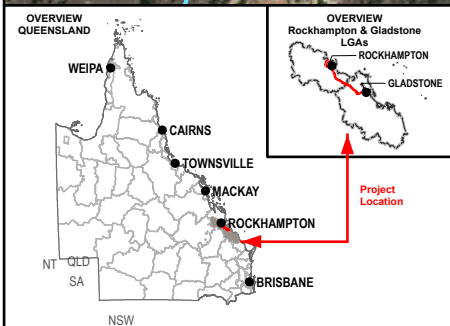 OVERVIEW
QUEENSLAND
WEIPA
CAIRNS
TOWNSVILLE
MACKAY
ROCKHAMPTON
BRISBANE
NT
QLD
SA
NSW
OVERVIEW
Rockhampton & Gladstone
LGAs
ROCKHAMPTON
GLADSTONE
Project
Location